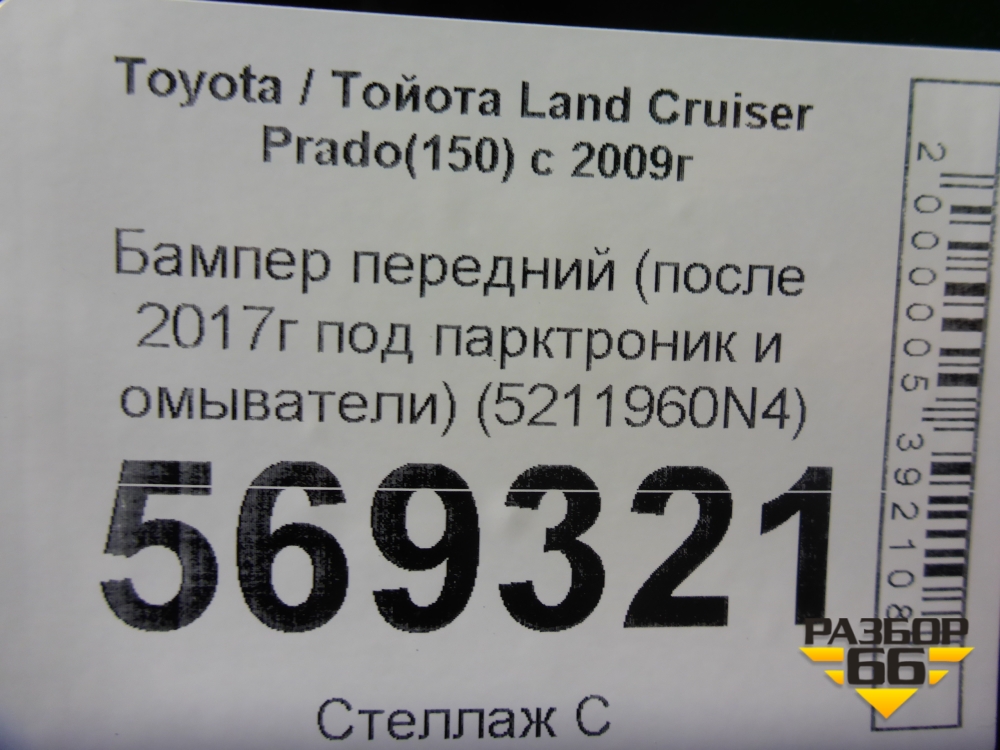 Toyota / Тойота Land Cruiser
Prado(150) с 2009г
Бампер передний (после
2017г под парктроник и
омыватели) (5211960N4)
569321
Стеллаж С
2000005392108
РАЗБОР
66